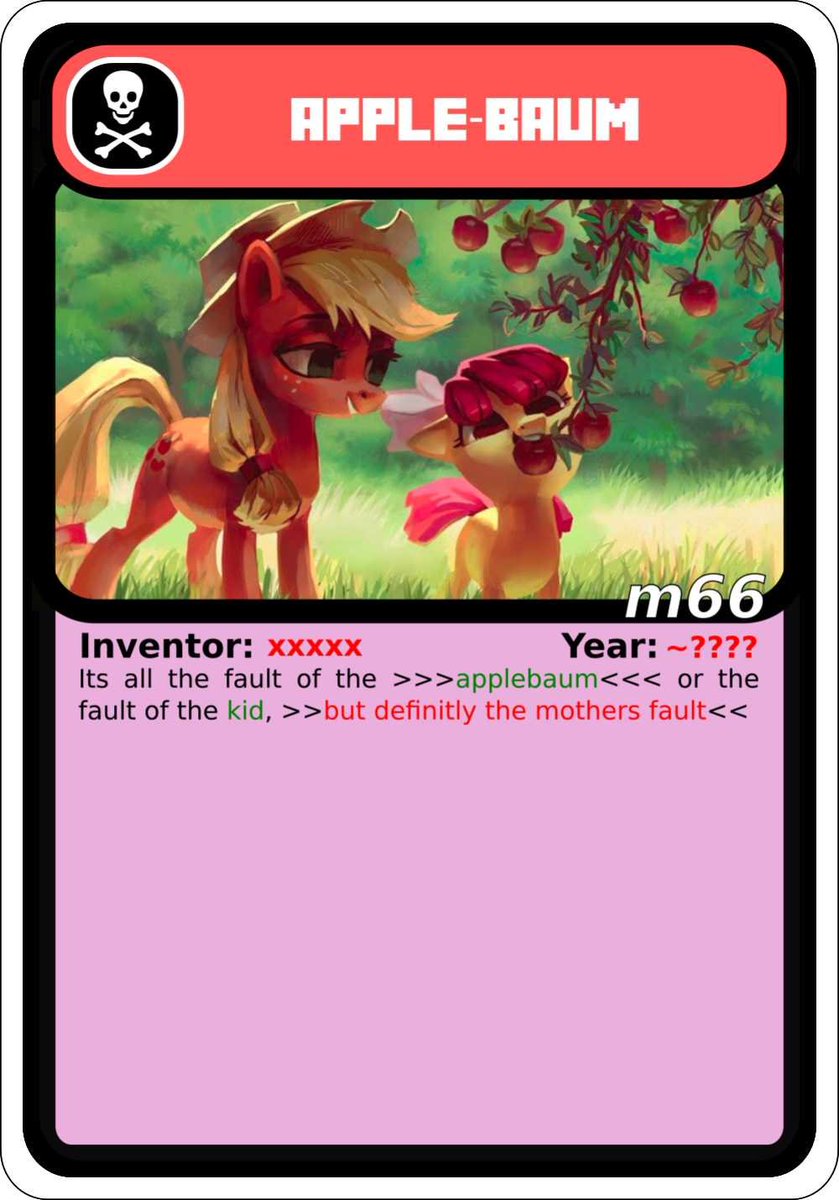 APPLE-BAUM
m66
Inventor: xxxxx Year: ~????
Its all the fault of the >>>applebaum<<< or the
fault of the kid, >>but definitly the mothers fault<<